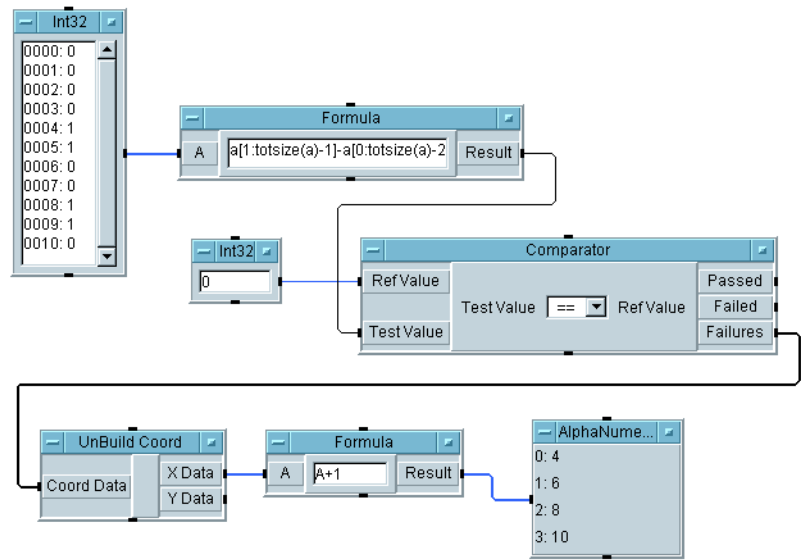 Int32
0000: 0
0001: 0
0002: 0
0003: 0
0004: 1
0005: 1
0006: 0
0007: 0
0008: 1
0009: 1
0010: 0
Formula
A
a[1:totsize(a)-1]-a[0:totsize(a)-2
Result
Int32
0
Comparator
Ref Value
Test Value
Test Value == Ref Value
Passed
Failed
Failures
UnBuild Coord
Coord Data
X Data
Y Data
Formula
A
A+1
Result
AlphaNume...
0: 4
1: 6
2: 8
3: 10